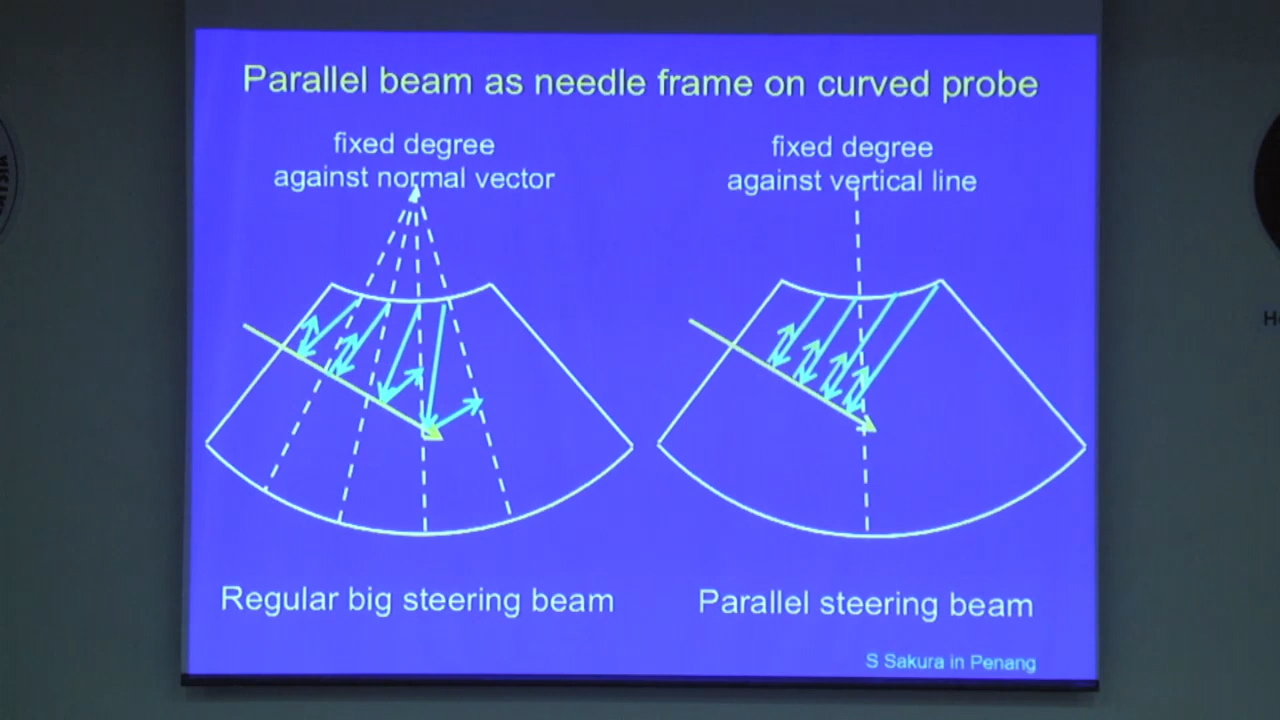 Parallel beam as needle frame on curved probe
fixed degree
against normal vector
fixed degree
against vertical line
Regular big steering beam
Parallel steering beam
S Sakura in Penang